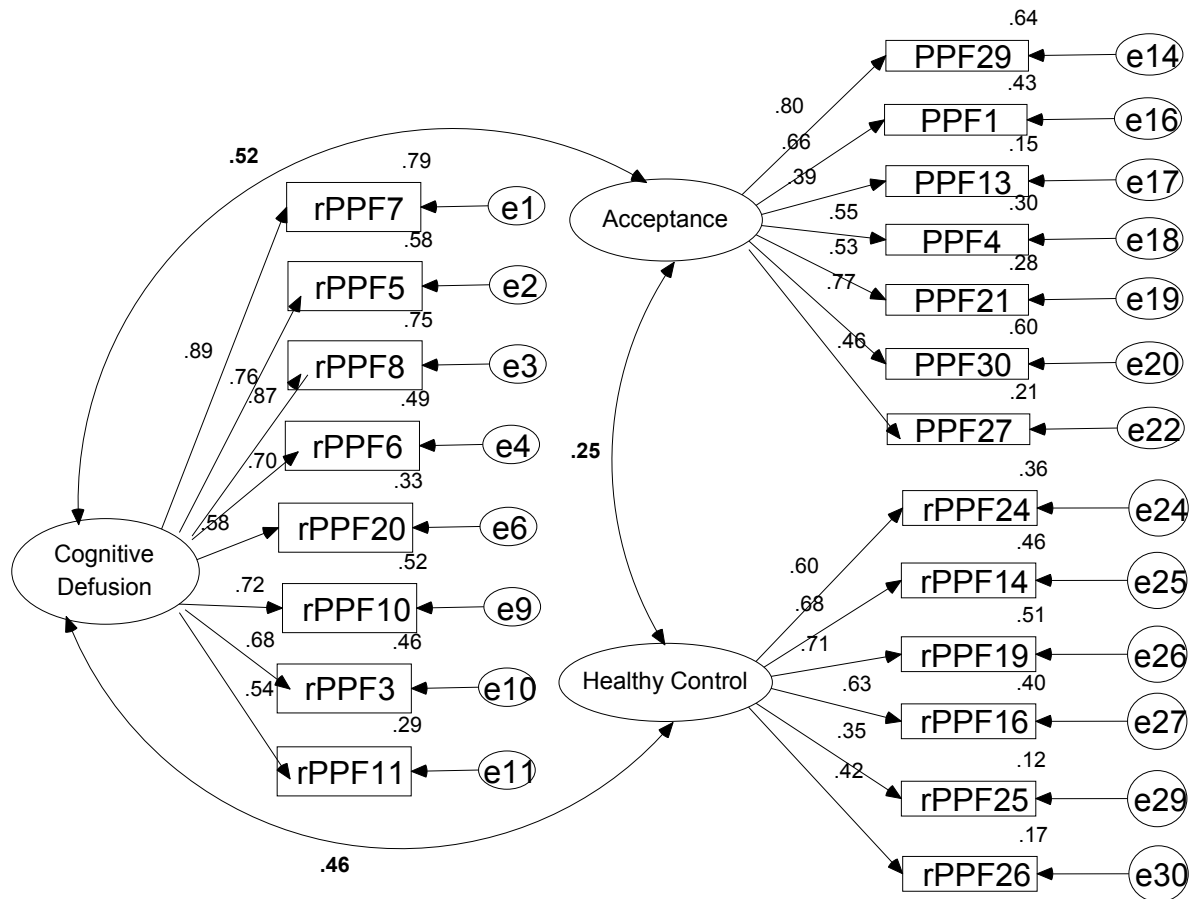 .64
PPF29
e14
.43
.80
PPF1
e16
.66
.15
.52
.79
PPF13
e17
.39
.30
rPPF7
e1
Acceptance
.55
PPF4
e18
.58
.53
.28
rPPF5
e2
.77
PPF21
e19
.75
.60
.89
.46
rPPF8
e3
PPF30
e20
.76
.87
.49
.21
rPPF6
e4
PPF27
e22
.70
.25
.33
.36
.58
rPPF20
e6
rPPF24
e24
Cognitive
Defusion
.52
.46
.60
.72
rPPF10
e9
rPPF14
e25
.68
.46
.51
.68
.71
rPPF3
e10
Healthy Control
rPPF19
e26
.54
.63
.40
.29
rPPF16
e27
.35
rPPF11
e11
.42
.12
rPPF25
e29
.46
.17
rPPF26
e30